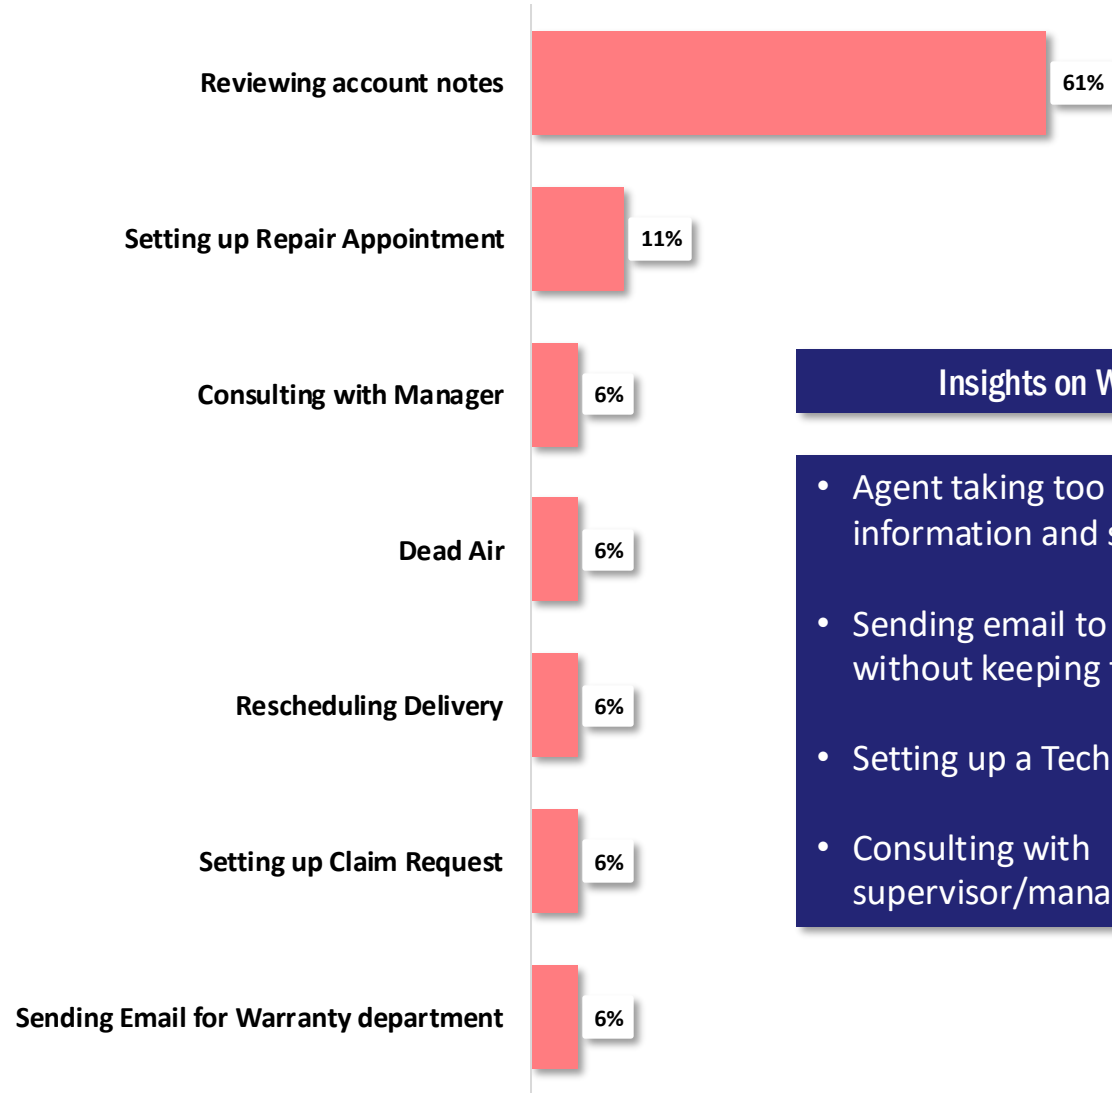 Reviewing account notes
61%
Setting up Repair Appointment
11%
Consulting with Manager
6%
Dead Air
6%
Rescheduling Delivery
6%
Setting up Claim Request
6%
Sending Email for Warranty department
6%
Insights on
• Agent taking too
information and
• Sending email to
without keeping
• Setting up a Tech
• Consulting with
supervisor/mana